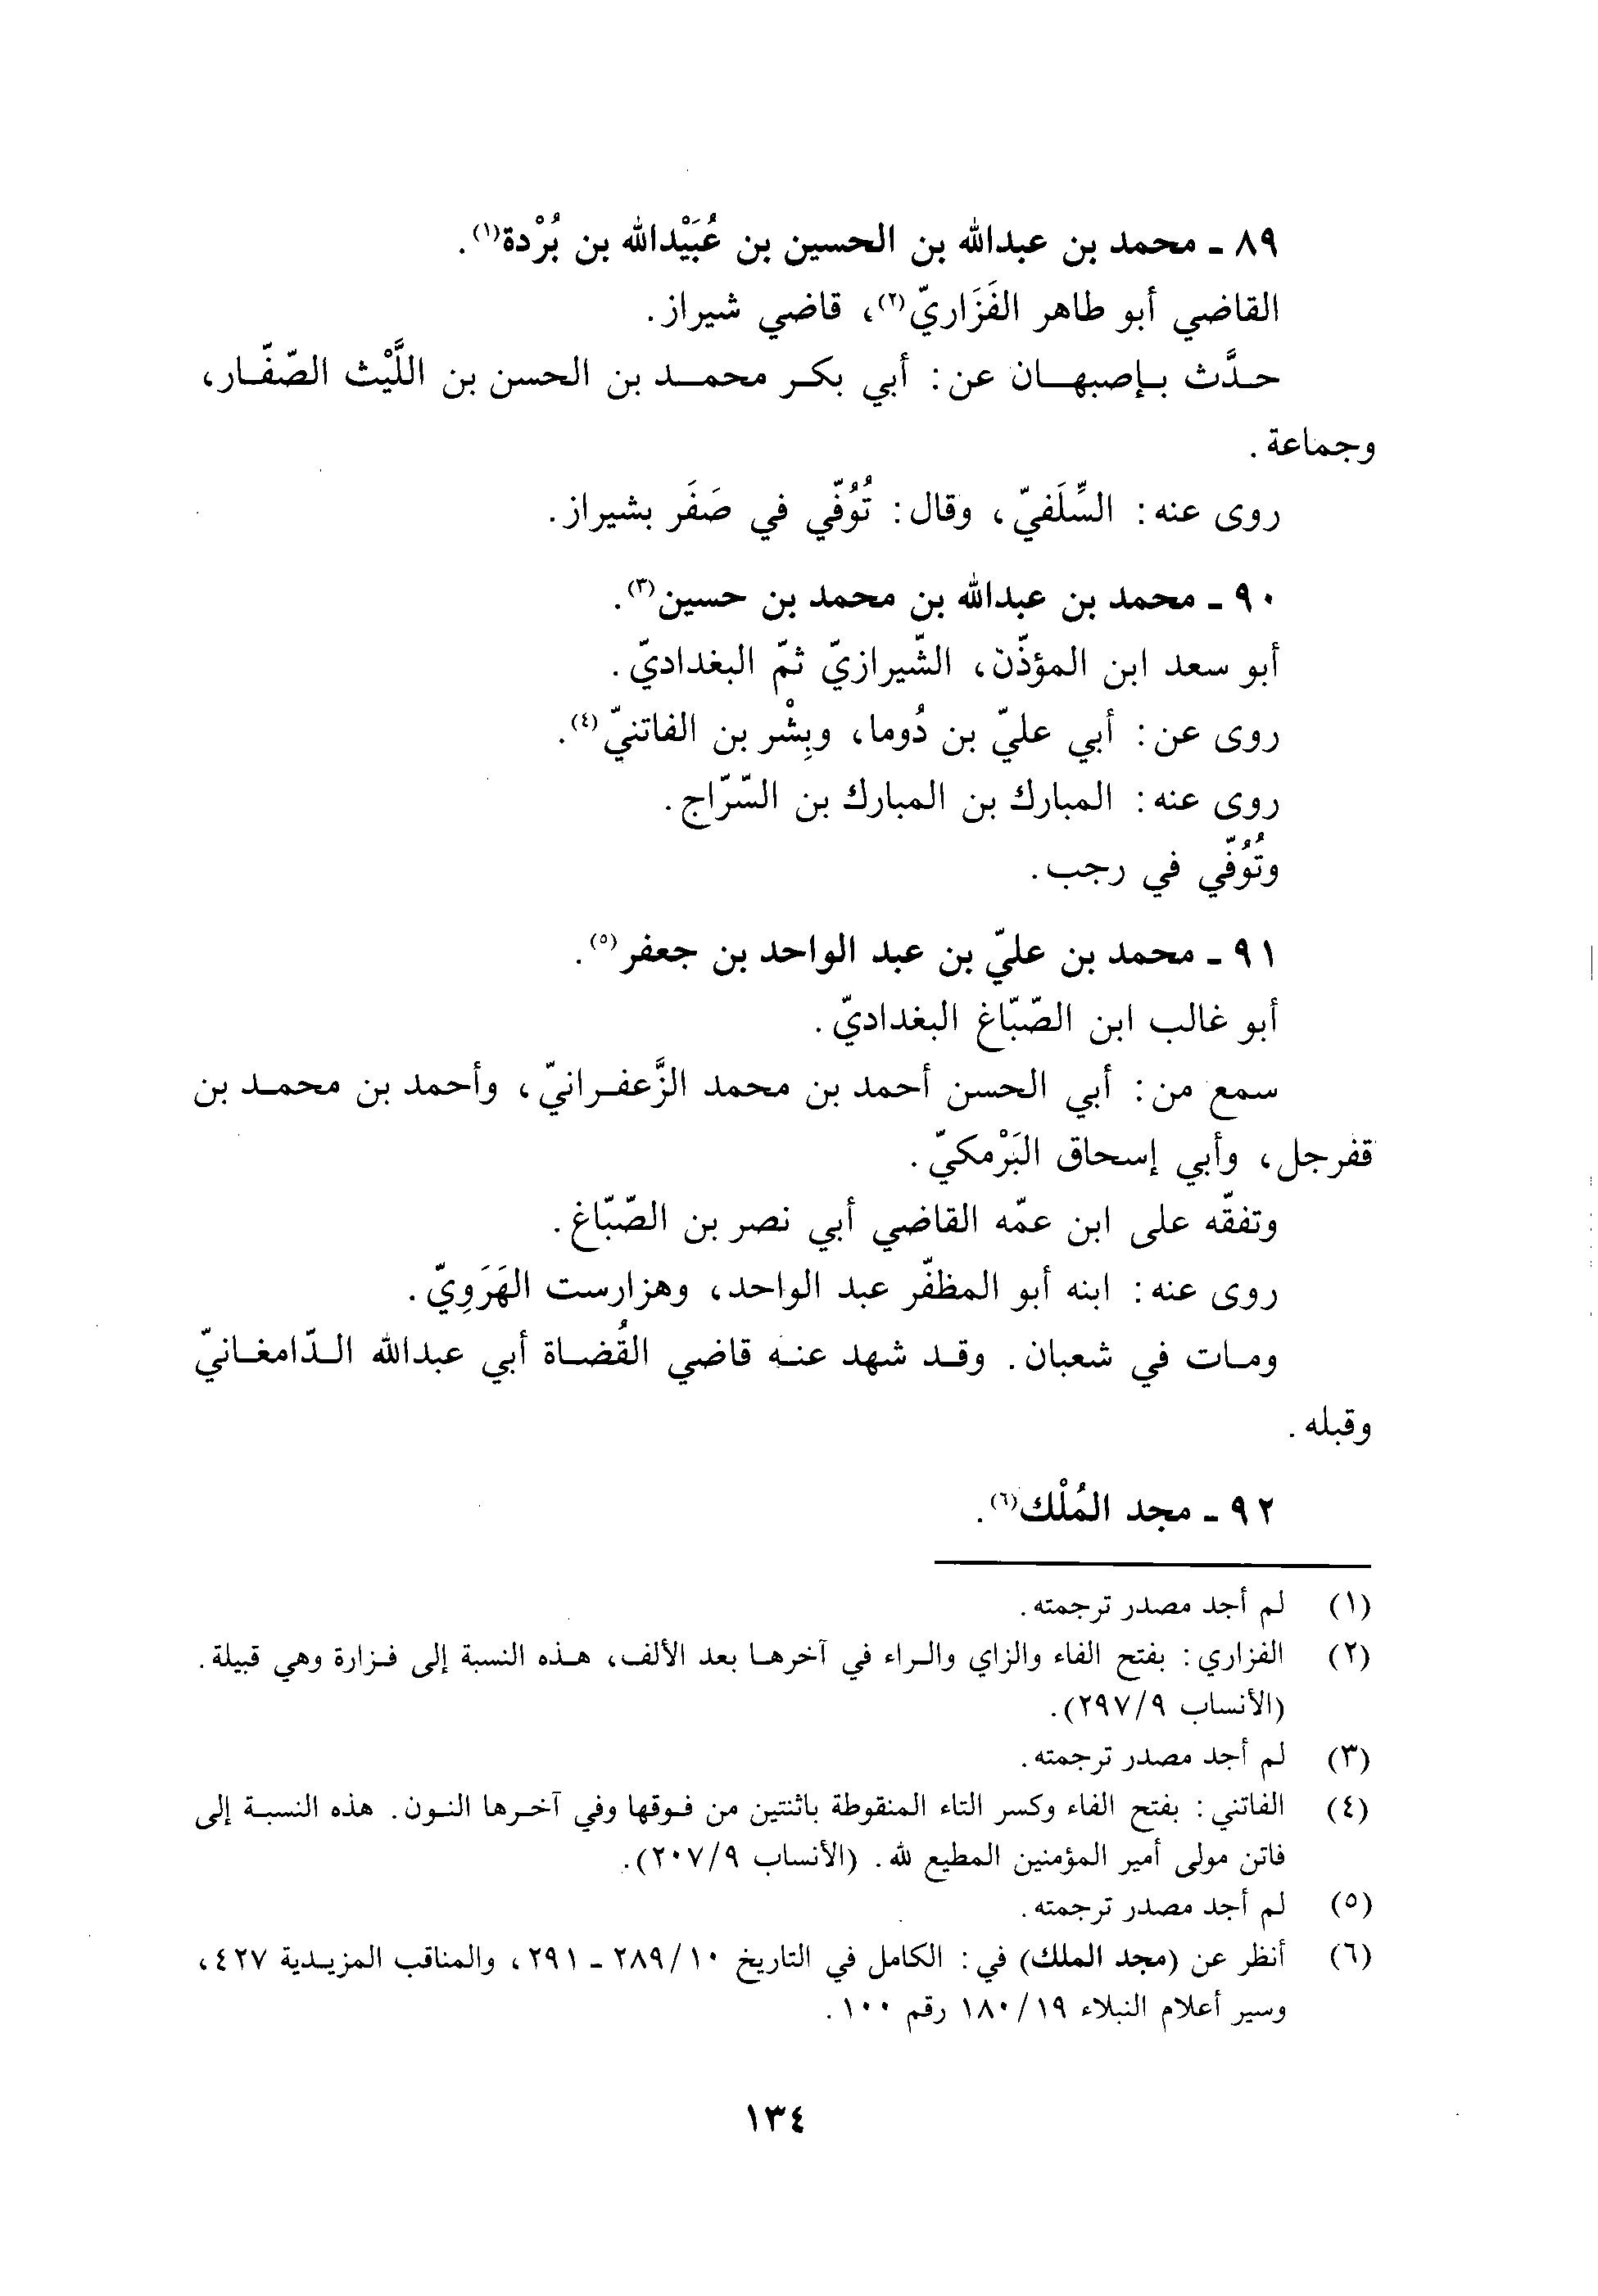 ٨٩ ـ محمد بن عبدالله بن الحسين بن عُبَيْدالله بن بُرْدة(١).
القاضي أبو طاهر الفَزَاريّ(٢)، قاضي شيراز.
حدَّث بإصبهان عن: أبي بكر محمد بن الحسن بن اللَّيْث الصّفّار،
وجماعة.
روى عنه: السِّلَفيّ، وقال: تُوُفّي في صَفَر بشيراز.
٩٠ ـ محمد بن عبدالله بن محمد بن حسين(٣).
أبو سعد ابن المؤذّن، الشّيرازيّ ثمّ البغداديّ.
روى عن: أبي عليّ بن دُوما، وبِشْر بن الفاتنيّ(٤).
روى عنه: المبارك بن المبارك بن السّرّاج.
وتُوُفّي في رجب.
٩١ ـ محمد بن عليّ بن عبد الواحد بن جعفر(٥).
أبو غالب ابن الصّبّاغ البغداديّ.
سمع من: أبي الحسن أحمد بن محمد الزَّعفرانيّ، وأحمد بن محمد بن
قفرجل، وأبي إسحاق البَرْمكيّ.
وتفقّه على ابن عمّه القاضي أبي نصر بن الصّبّاغ.
روى عنه: ابنه أبو المظفّر عبد الواحد، وهزارست الهَرَوِيّ.
ومات في شعبان. وقد شهد عنه قاضي القُضاة أبي عبدالله الدّامغانيّ
وقبله.
٩٢ ـ مجد المُلْك(٦).
(١) لم أجد مصدر ترجمته.
(٢) الفزاري: بفتح الفاء والزاي والراء في آخرها بعد الألف، هذه النسبة إلى فزارة وهي قبيلة.
(الأنساب ٢٩٧/٩).
(٣) لم أجد مصدر ترجمته.
(٤) الفاتني: بفتح الفاء وكسر التاء المنقوطة باثنتين من فوقها وفي آخرها النون. هذه النسبة إلى
فاتن مولى أمير المؤمنين المطيع لله. (الأنساب ٢٠٧/٩).
(٥) لم أجد مصدر ترجمته.
(٦) أنظر عن (مجد الملك) في: الكامل في التاريخ ٢٨٩/١٠ ـ ٢٩١، والمناقب المزيدية ٤٢٧،
وسير أعلام النبلاء ١٨٠/١٩ رقم ١٠٠.
١٣٤